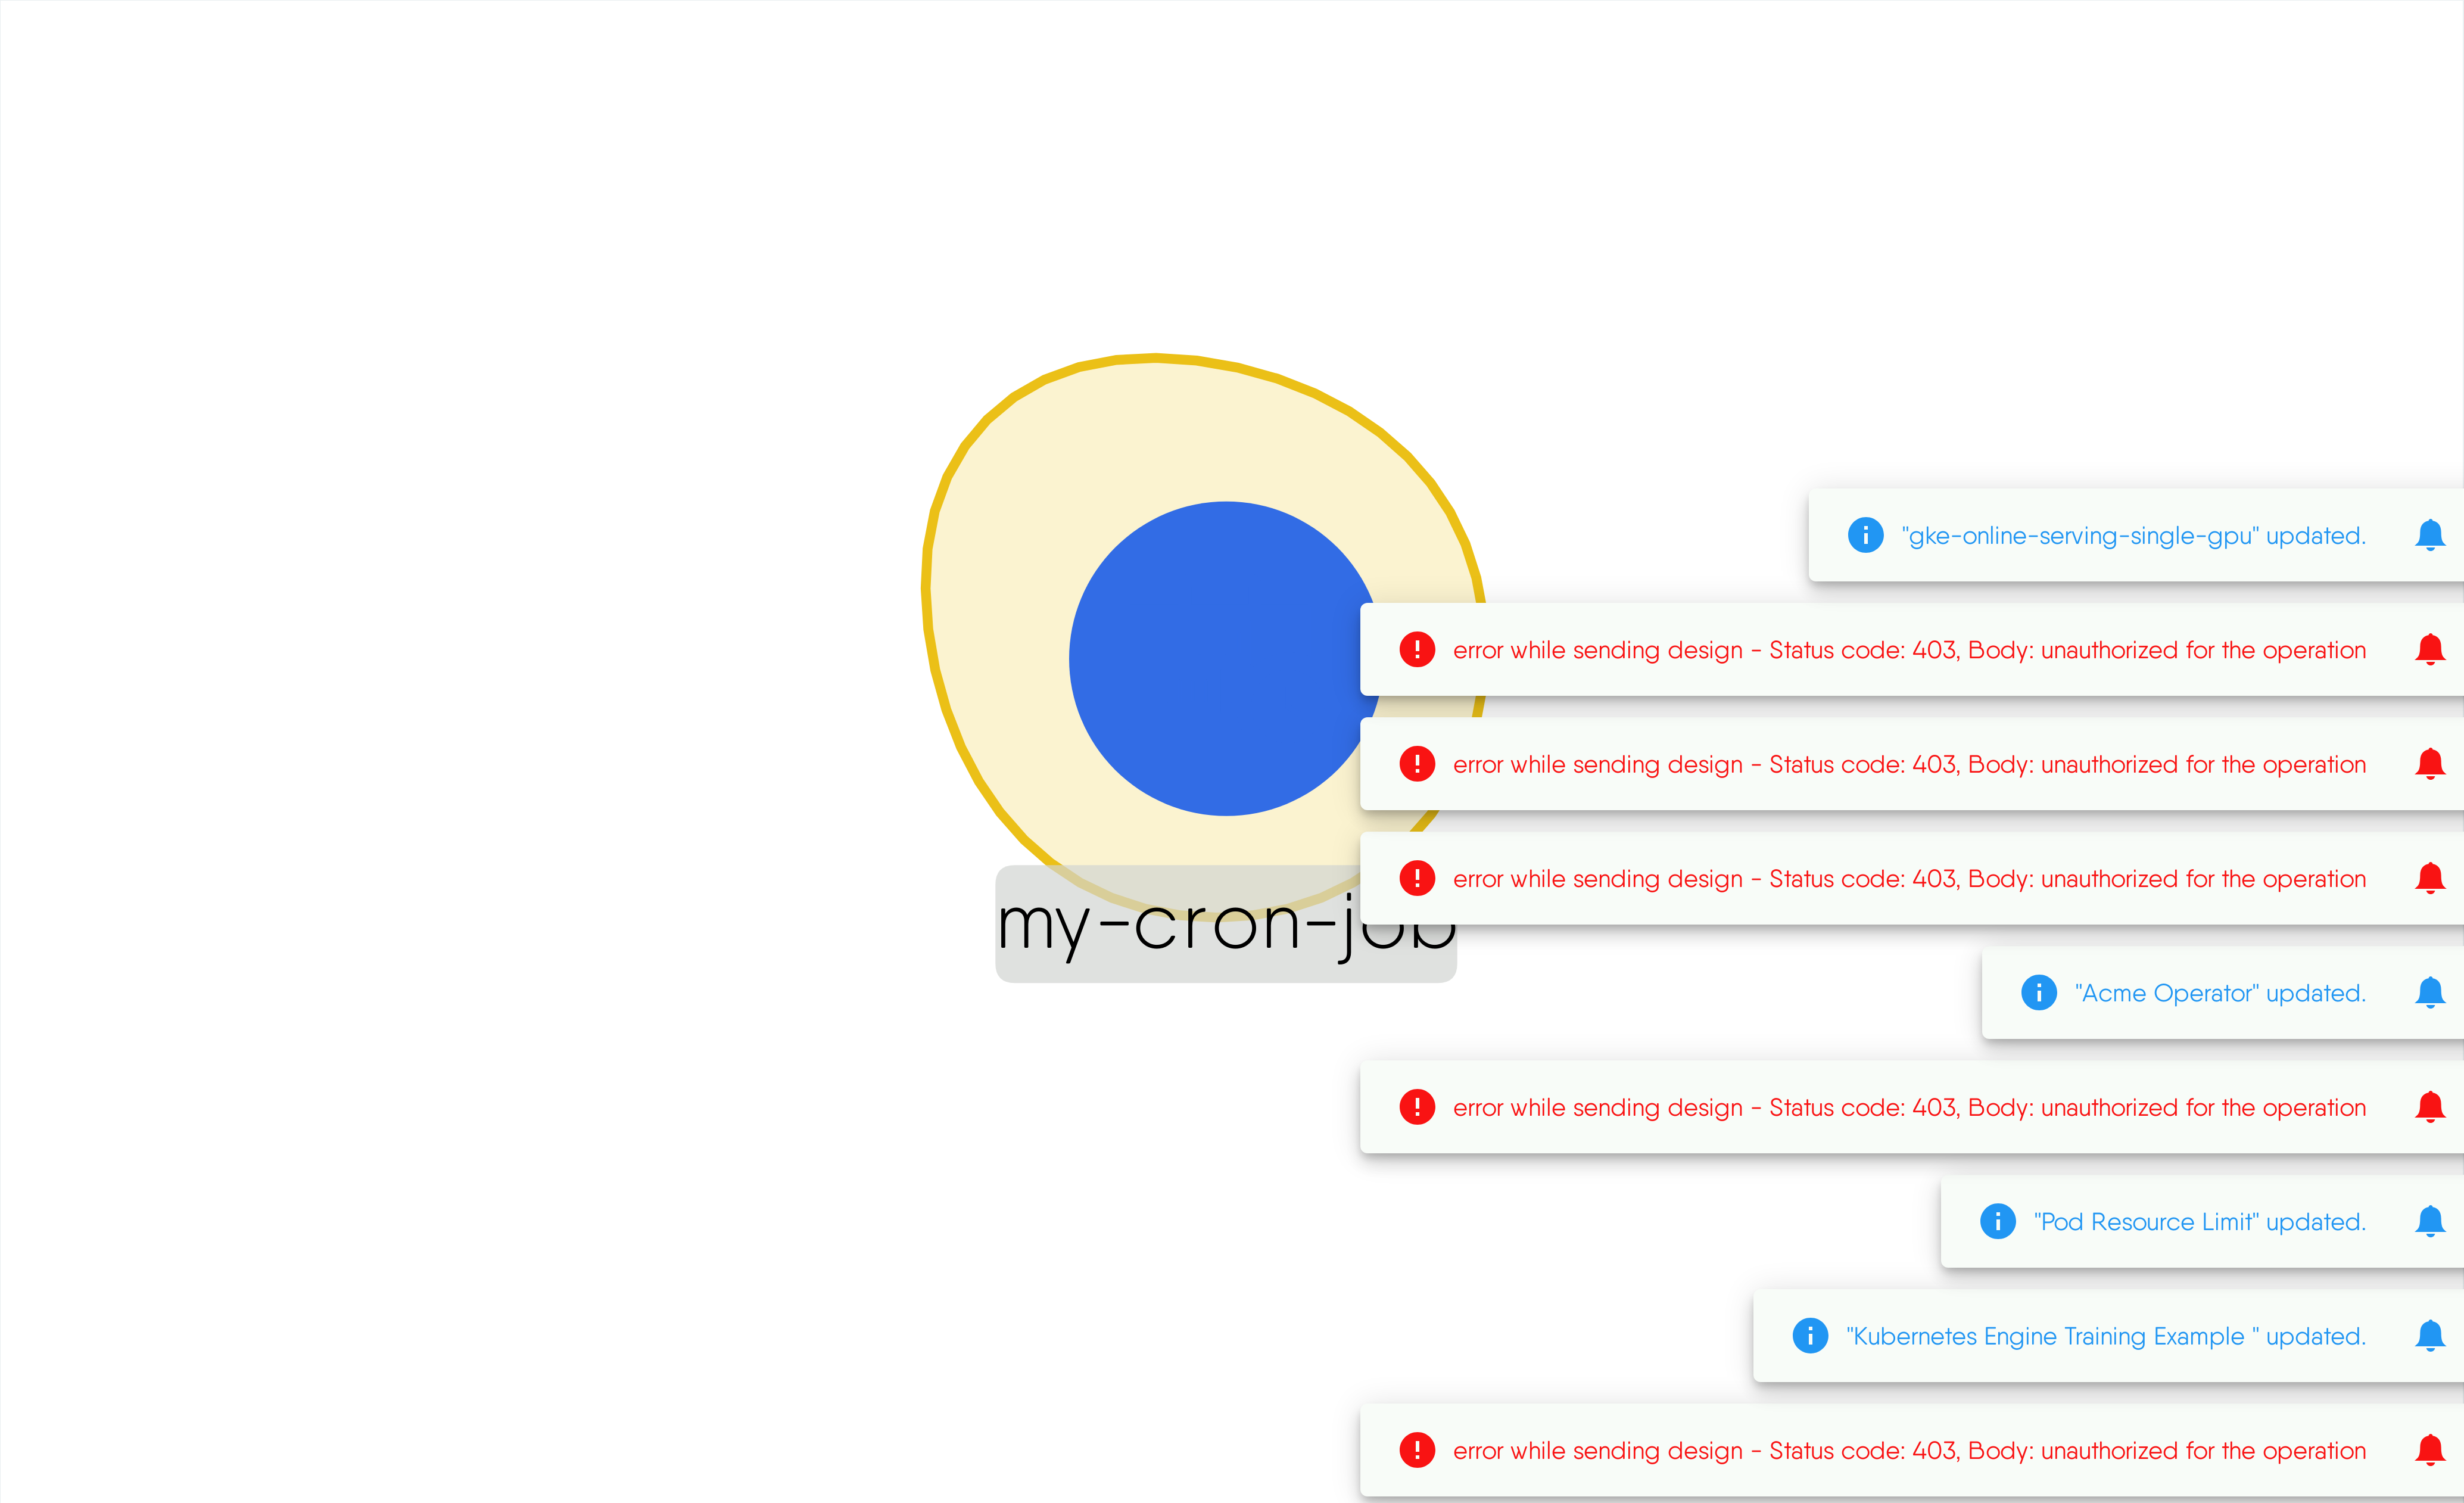 "gke-online-serving-single-gpu" updated.
error while sending design - Status code: 403, Body: unauthorized for the operation
error while sending design - Status code: 403, Body: unauthorized for the operation
error while sending design - Status code: 403, Body: unauthorized for the operation
my-cron-job
"Acme Operator" updated.
error while sending design - Status code: 403, Body: unauthorized for the operation
"Pod Resource Limit" updated.
"Kubernetes Engine Training Example " updated.
error while sending design - Status code: 403, Body: unauthorized for the operation